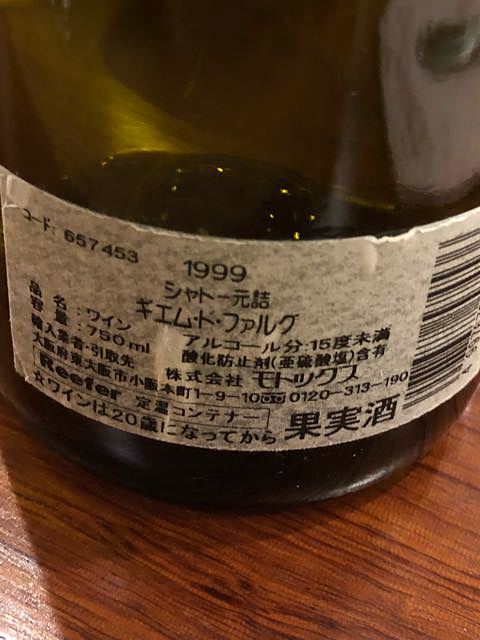 コード: 657453
1999
シャトー元詰
ギエム・ド・ファルグ
品 名:ワイン
容 量:750ml アルコール分:15度未満
輸入業者・引取先 酸化防止剤(亜硫酸塩)含有
株式会社 モトックス
大阪府東大阪市小阪本町1-9-10 0120-313-190
Reefer 定温コンテナー
☆ワインは20歳になってから 果実酒